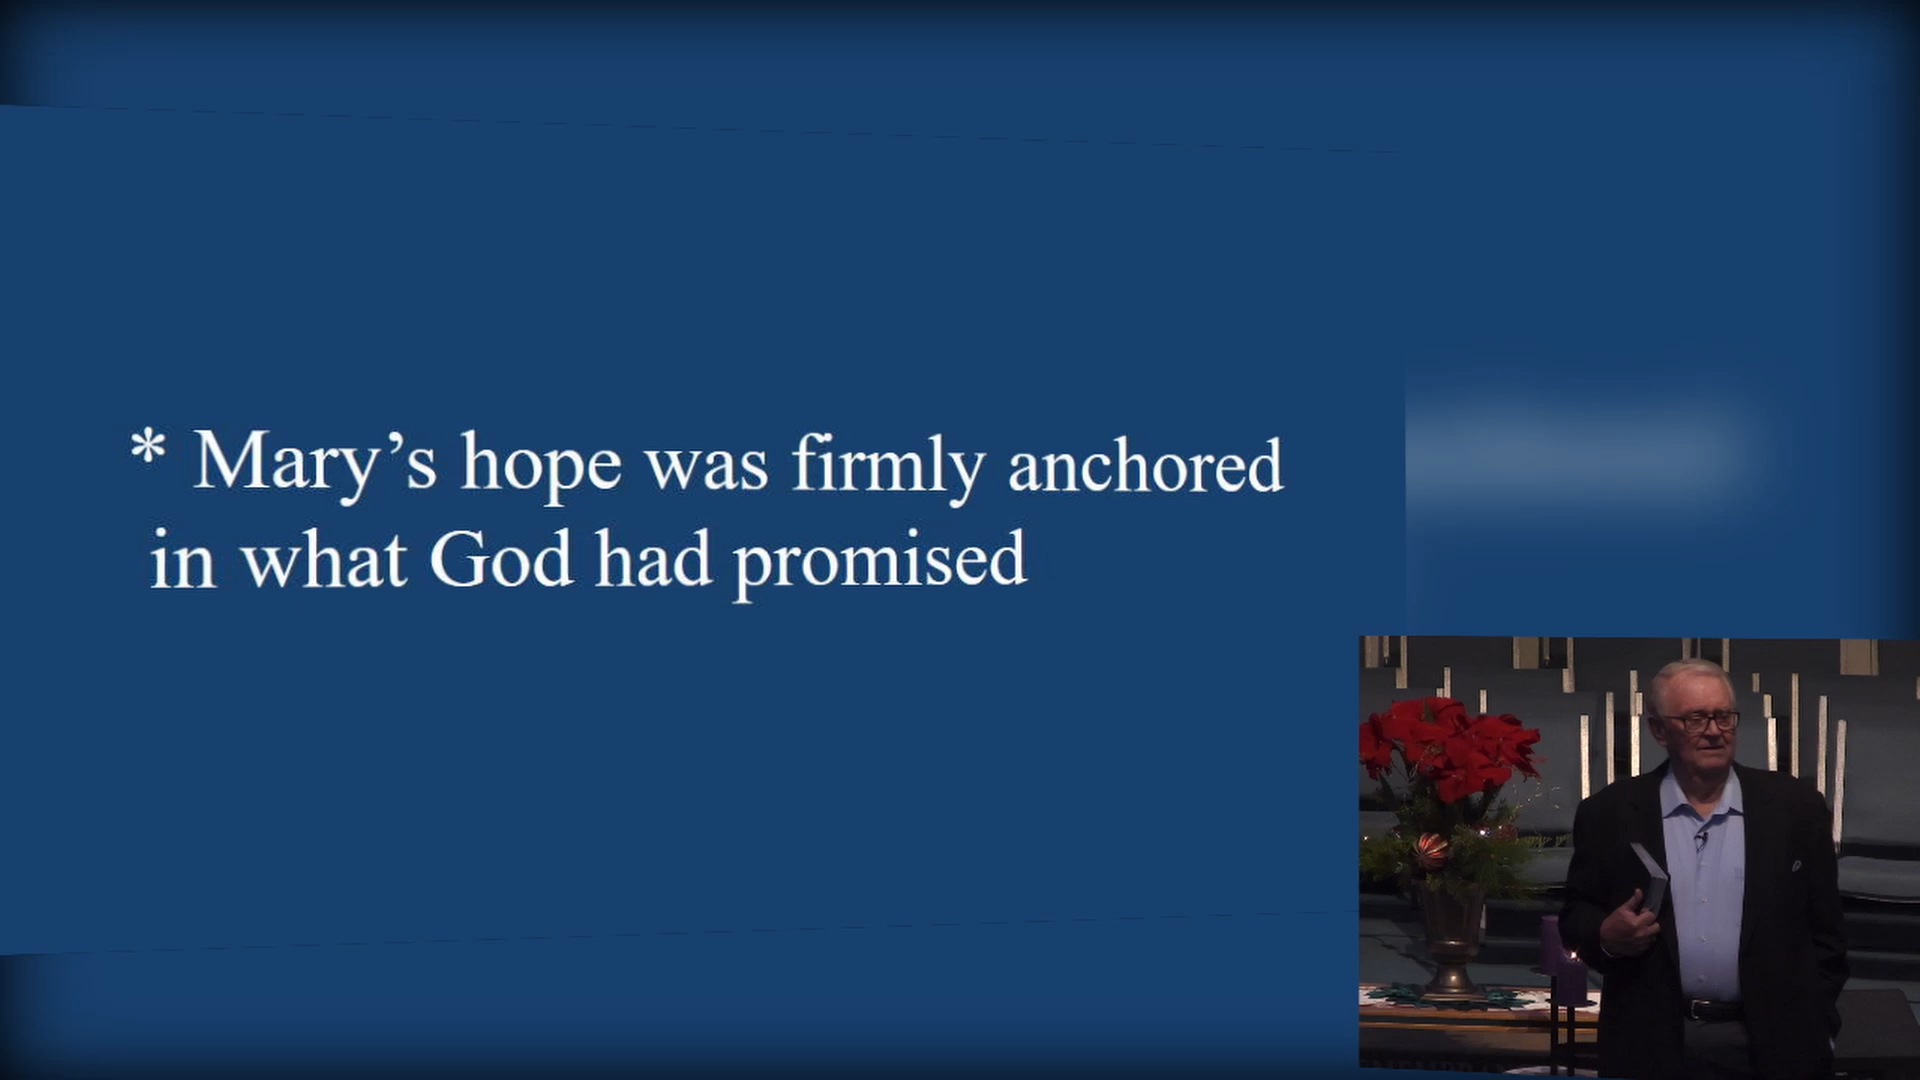 * Mary’s hope was firmly anchored
in what God had promised